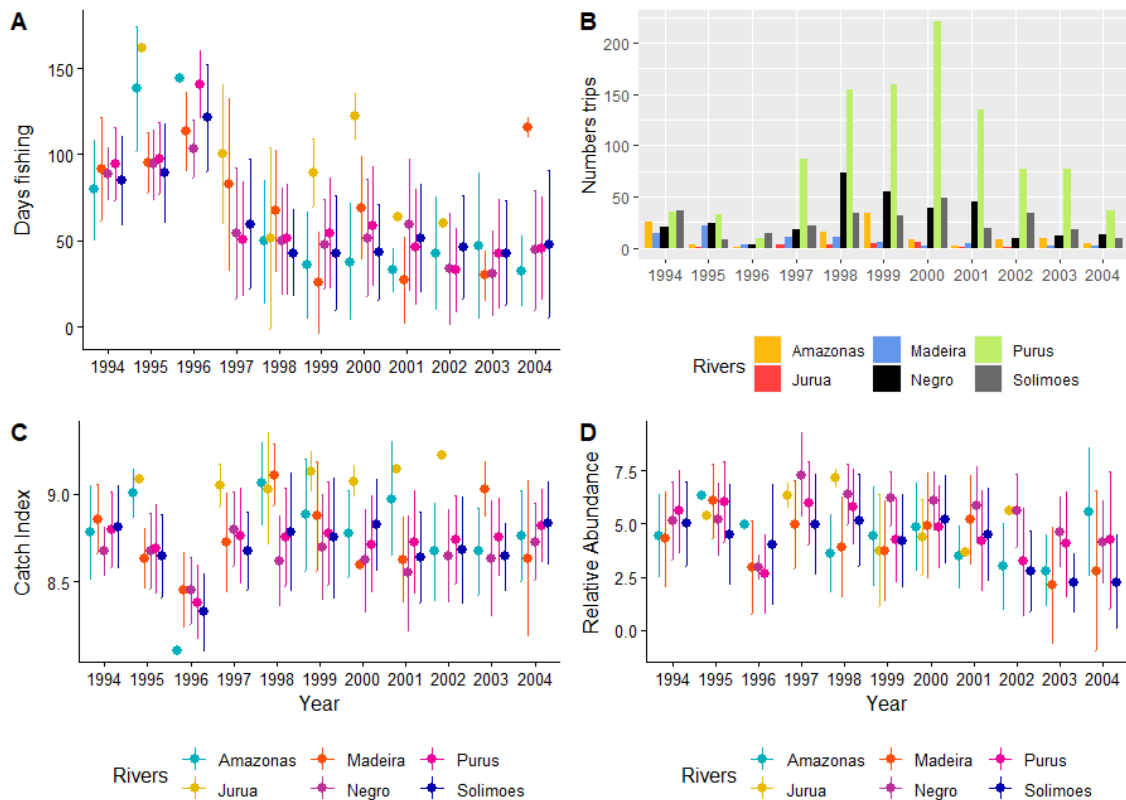 A
Days fishing
150
100
50
0
1994 1995 1996 1997 1998 1999 2000 2001 2002 2003 2004
B
Numbers trips
200
150
100
50
0
1994 1995 1996 1997 1998 1999 2000 2001 2002 2003 2004
Rivers
Amazonas Madeira Purus
Jurua Negro Solimoes
C
Catch Index
9.0
8.5
1994 1995 1996 1997 1998 1999 2000 2001 2002 2003 2004
Year
Rivers
Amazonas Madeira Purus
Jurua Negro Solimoes
D
Relative Abundance
7.5
5.0
2.5
0.0
1994 1995 1996 1997 1998 1999 2000 2001 2002 2003 2004
Year
Rivers
Amazonas Madeira Purus
Jurua Negro Solimoes